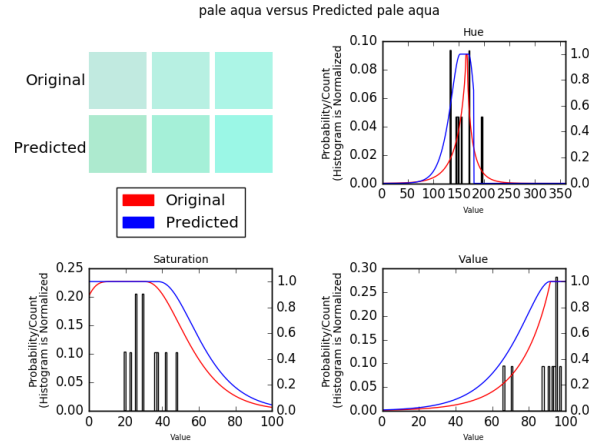 pale aqua versus Predicted pale aqua
Original
Predicted
Original
Predicted
Hue
Probability/Count
(Histogram is Normalized
0.10
0.08
0.06
0.04
0.02
0.00
1.0
0.8
0.6
0.4
0.2
0.0
0 50 100 150 200 250 300 350
Value
Saturation
Probability/Count
(Histogram is Normalized
0.25
0.20
0.15
0.10
0.05
0.00
1.0
0.8
0.6
0.4
0.2
0.0
0 20 40 60 80 100
Value
Value
Probability/Count
(Histogram is Normalized
0.30
0.25
0.20
0.15
0.10
0.05
0.00
1.0
0.8
0.6
0.4
0.2
0.0
0 20 40 60 80 100
Value